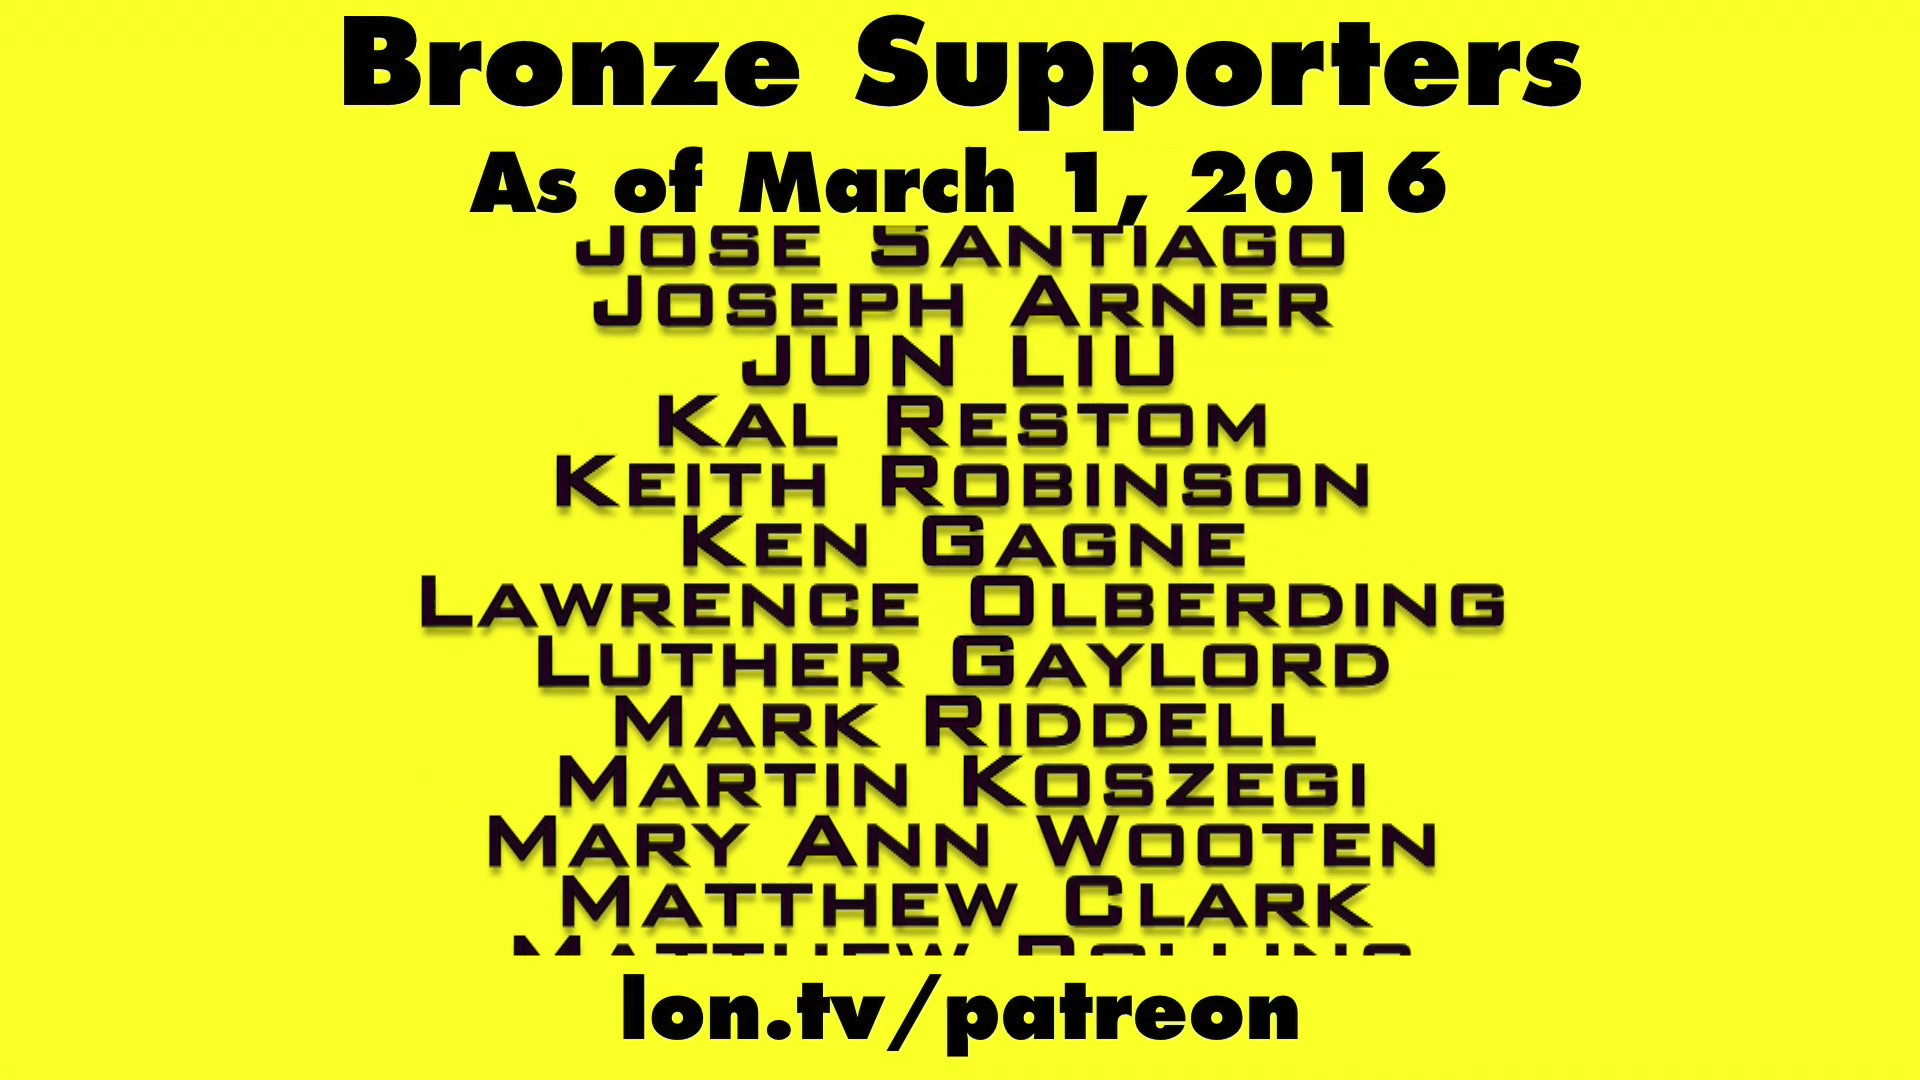 Bronze Supporters
As of March 1, 2016
JOSE SANTIAGO
JOSEPH ARNER
JUN LIU
KAL RESTOM
KEITH ROBINSON
KEN GAGNE
LAWRENCE OLBERDING
LUTHER GAYLORD
MARK RIDDELL
MARTIN KOSZEGI
MARY ANN WOOTEN
MATTHEW CLARK
MATTHEW
lon.tv/patreon